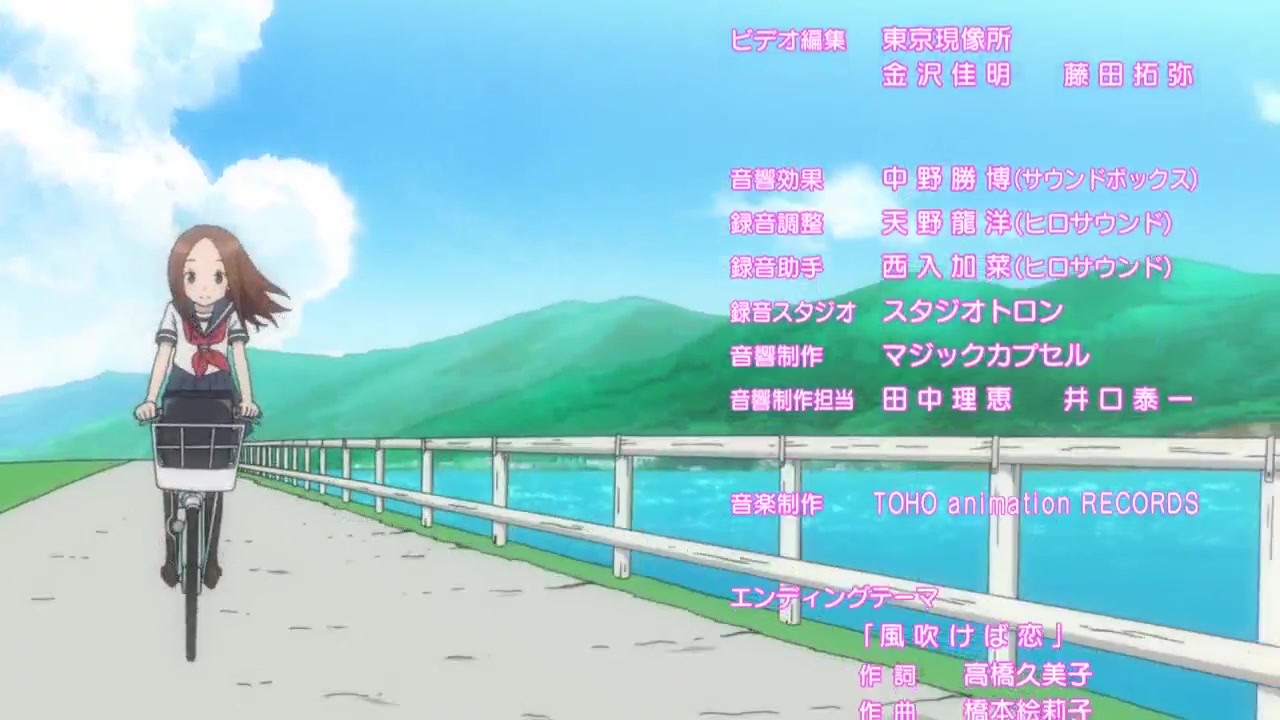 ビデオ編集 東京現像所
金沢佳明 藤田拓弥
音響効果 中野勝博(サウンドボックス)
録音調整 天野龍洋(ヒロサウンド)
録音助手 西入加菜(ヒロサウンド)
録音スタジオ スタジオトロン
音響制作 マジックカプセル
音響制作担当 田中理恵 井口泰一
音楽制作 TOHO animation RECORDS
エンディングテーマ
「風吹けば恋」
作詞 高橋久美子
作曲 橋本絵莉子